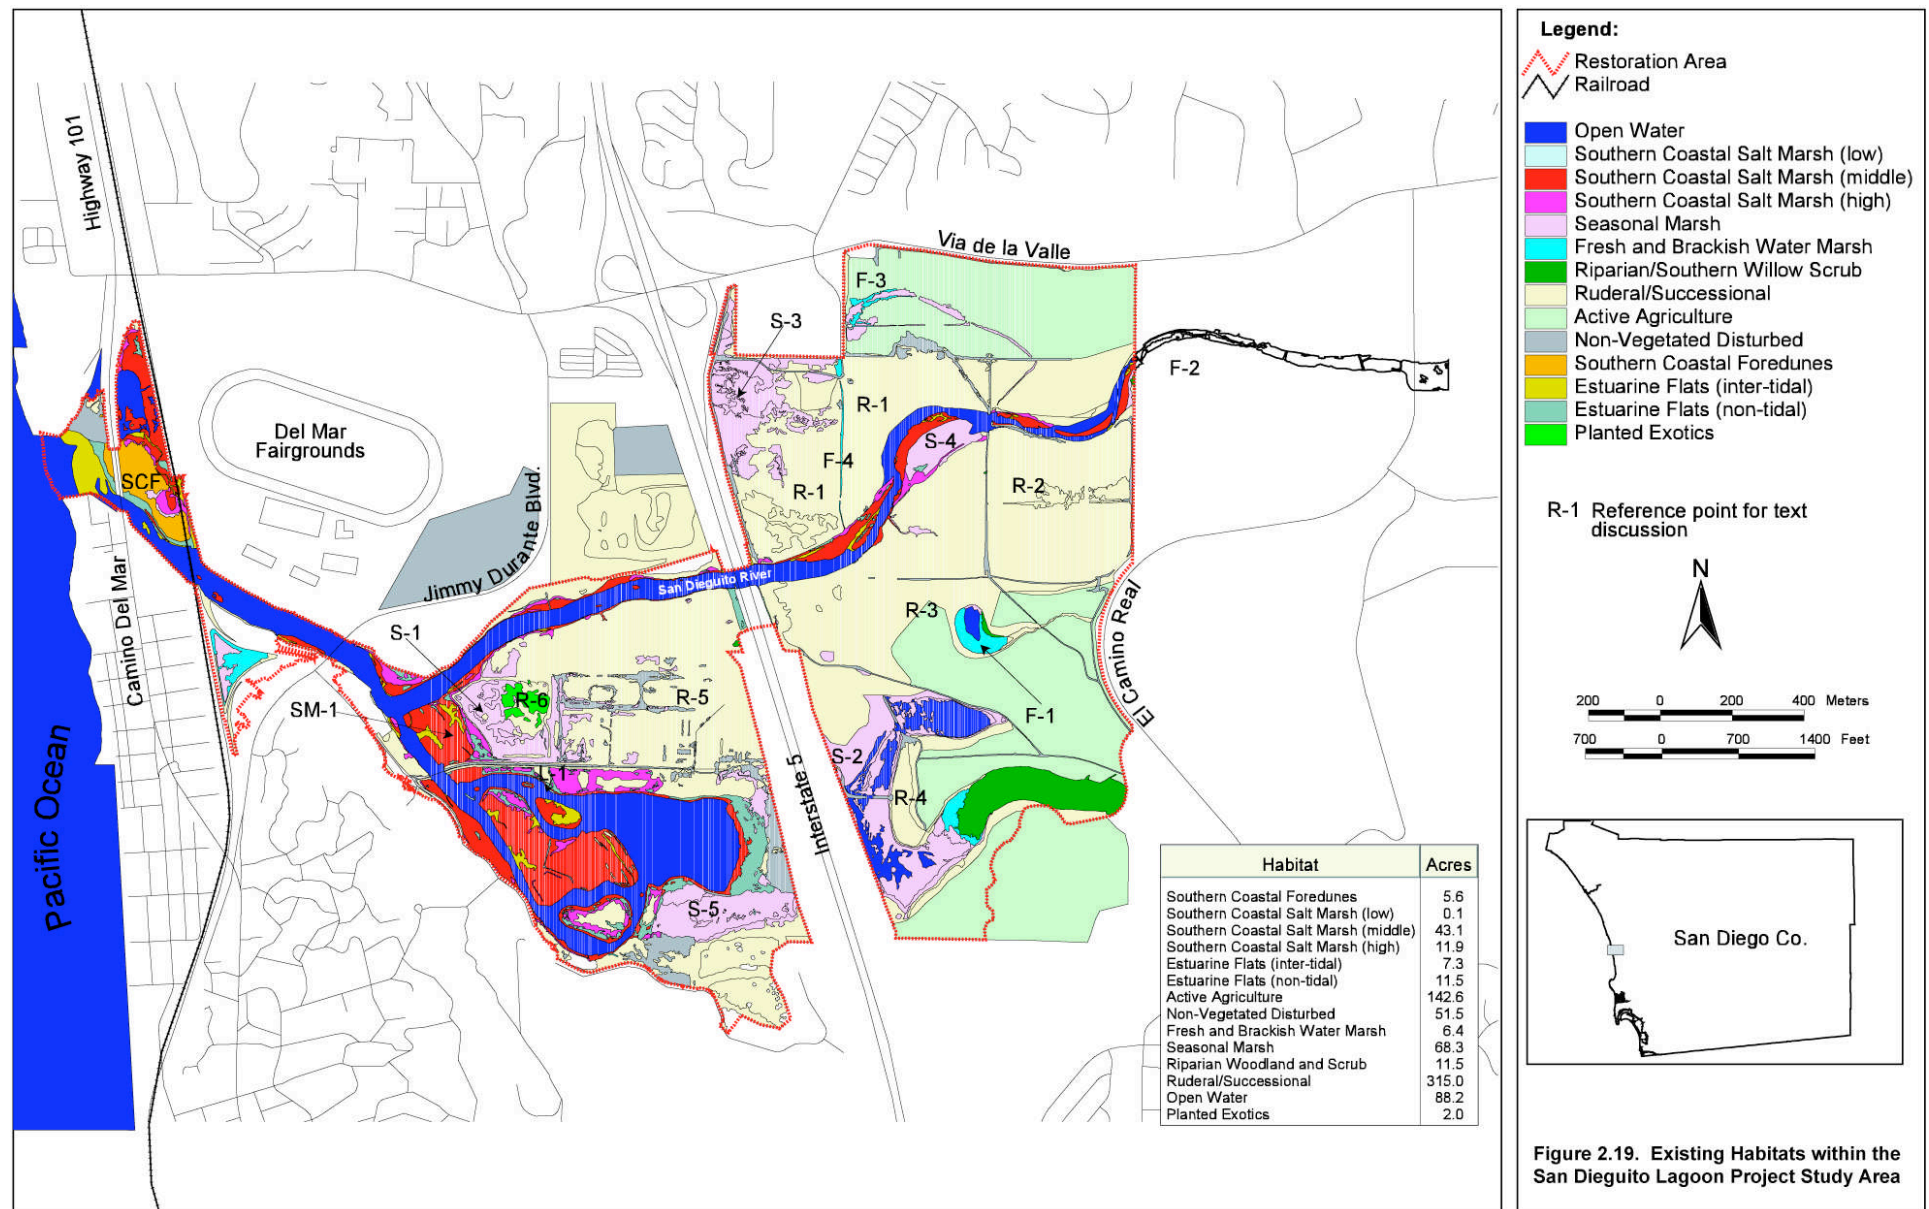 Highway 101
Via de la Valle
F-3
S-3
F-2
R-1
S-4
Del Mar
Fairgrounds
SCF
F-4
R-1
R-2
Jimmy Durante Blvd.
San Dieguito River
Camino Del Mar
S-1
R-3
El Camino Real
R-6
R-5
SM-1
F-1
S-2
L-1
R-4
Interstate 5
Pacific Ocean
S-5
Habitat Acres
Southern Coastal Foredunes 5.6
Southern Coastal Salt Marsh (low) 0.1
Southern Coastal Salt Marsh (middle) 43.1
Southern Coastal Salt Marsh (high) 11.9
Estuarine Flats (inter-tidal) 7.3
Estuarine Flats (non-tidal) 11.5
Active Agriculture 142.6
Non-Vegetated Disturbed 51.5
Fresh and Brackish Water Marsh 6.4
Seasonal Marsh 68.3
Riparian Woodland and Scrub 11.5
Ruderal/Successional 315.0
Open Water 88.2
Planted Exotics 2.0
Legend:
Restoration Area
Railroad
Open Water
Southern Coastal Salt Marsh (low)
Southern Coastal Salt Marsh (middle)
Southern Coastal Salt Marsh (high)
Seasonal Marsh
Fresh and Brackish Water Marsh
Riparian/Southern Willow Scrub
Ruderal/Successional
Active Agriculture
Non-Vegetated Disturbed
Southern Coastal Foredunes
Estuarine Flats (inter-tidal)
Estuarine Flats (non-tidal)
Planted Exotics
R-1 Reference point for text
discussion
N
200 0 200 400 Meters
700 0 700 1400 Feet
San Diego Co.
Figure 2.19. Existing Habitats within the
San Dieguito Lagoon Project Study Area